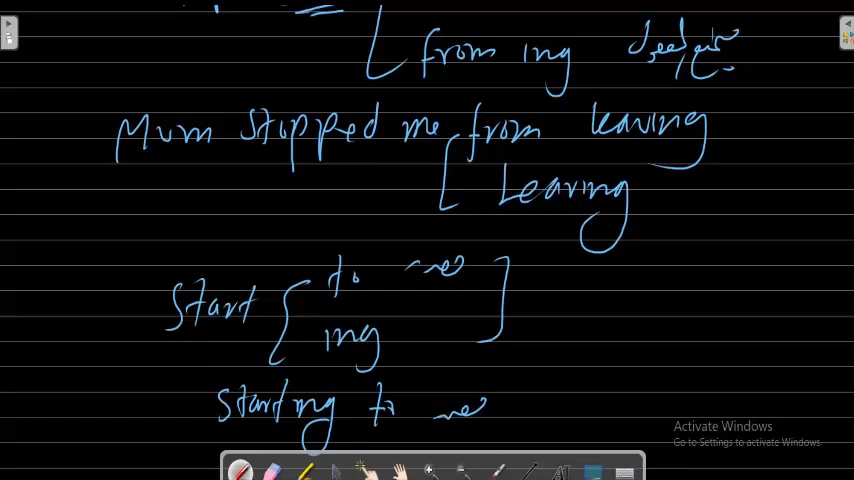 from ing
Mum stopped me from leaving
Leaving
start to
ing
starting to
Activate Windows
Go to Settings to activate Windows.